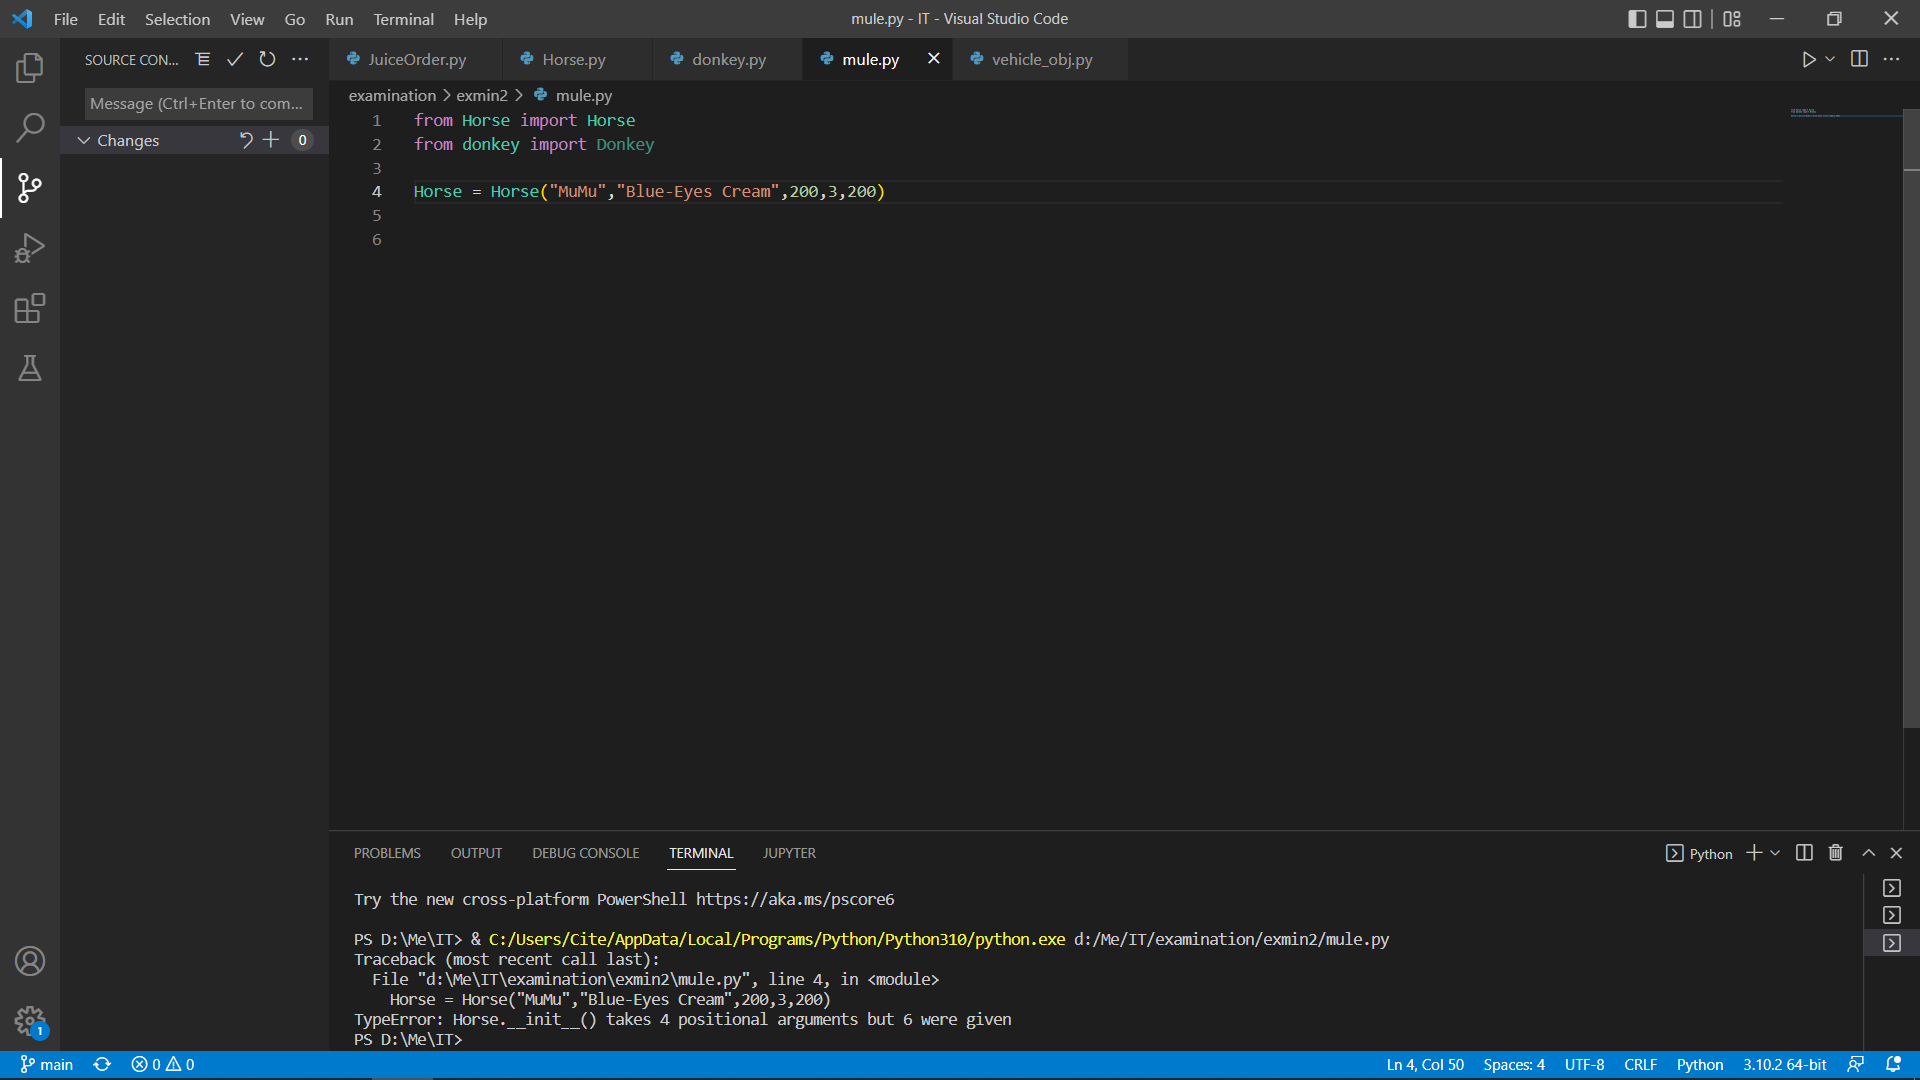 File Edit Selection View Go Run Terminal Help
mule.py - IT - Visual Studio Code
SOURCE CON...
Message (Ctrl+Enter to com...
Changes
0
JuiceOrder.py
Horse.py
donkey.py
mule.py
vehicle_obj.py
examination > exmin2 > mule.py
1 from Horse import Horse
2 from donkey import Donkey
3
4 Horse = Horse("MuMu","Blue-Eyes Cream",200,3,200)
5
6
PROBLEMS OUTPUT DEBUG CONSOLE TERMINAL JUPYTER
Python
Try the new cross-platform PowerShell https://aka.ms/pscore6
PS D:\Me\IT> & C:/Users/Cite/AppData/Local/Programs/Python/Python310/python.exe d:/Me/IT/examination/exmin2/mule.py
Traceback (most recent call last):
File "d:\Me\IT\examination\exmin2\mule.py", line 4, in <module>
Horse = Horse("MuMu","Blue-Eyes Cream",200,3,200)
TypeError: Horse.__init__() takes 4 positional arguments but 6 were given
PS D:\Me\IT>
1
main
0 0
Ln 4, Col 50
Spaces: 4
UTF-8
CRLF
Python
3.10.2 64-bit